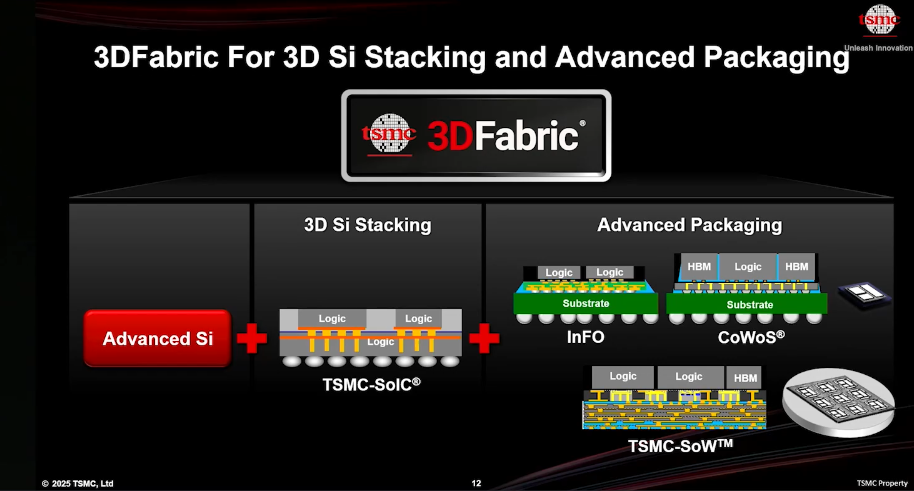 tsmc
Unleash Innovation
3DFabric For 3D Si Stacking and Advanced Packaging
tsmc 3DFabric®
3D Si Stacking
Advanced Packaging
Advanced Si
Logic
Logic
Logic
TSMC-SoIC®
Logic
Logic
Substrate
InFO
HBM
Logic
HBM
Substrate
CoWoS®
Logic
Logic
HBM
TSMC-SoW™
© 2025 TSMC, Ltd
12
TSMC Property